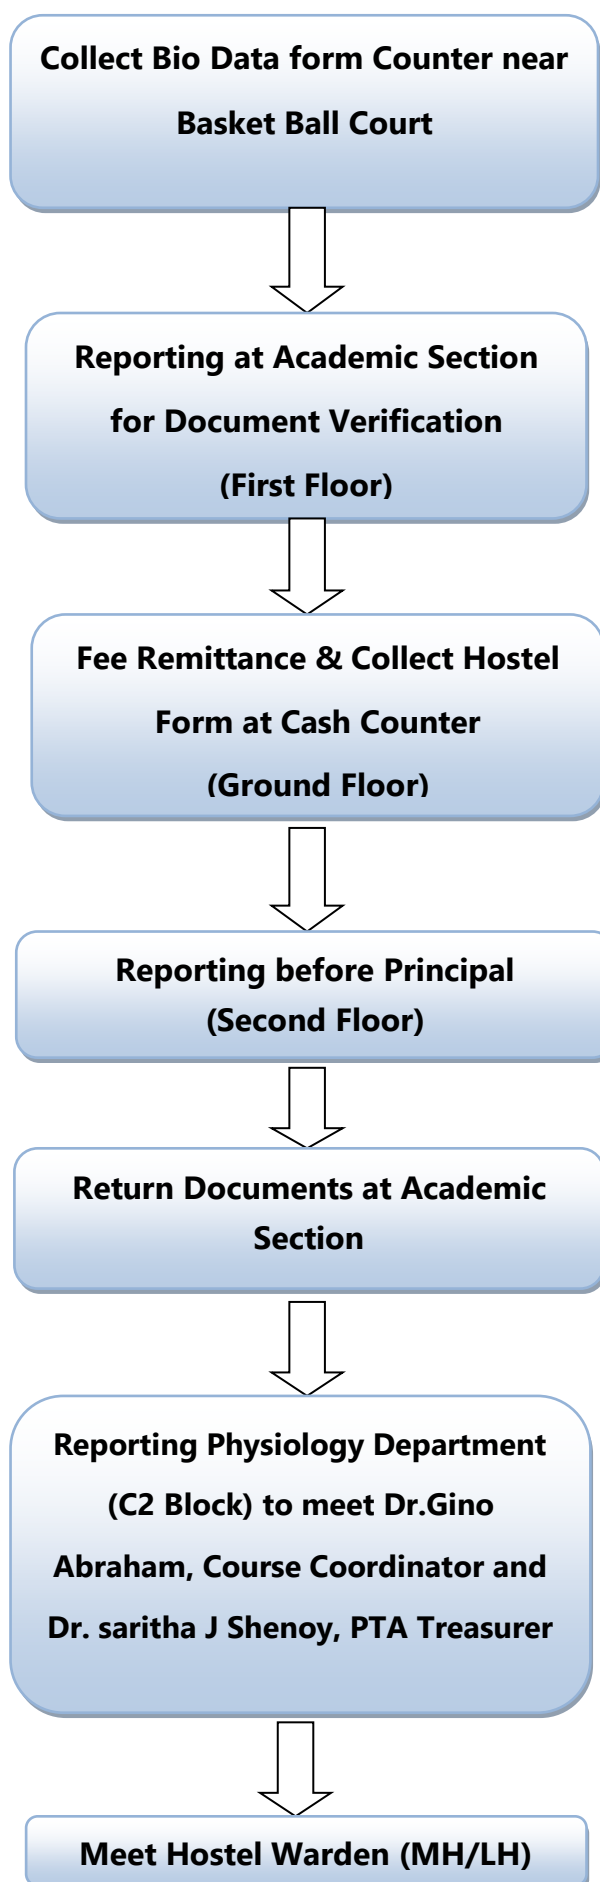 Collect Bio Data form Counter near
Basket Ball Court
Reporting at Academic Section
for Document Verification
(First Floor)
Fee Remittance & Collect Hostel
Form at Cash Counter
(Ground Floor)
Reporting before Principal
(Second Floor)
Return Documents at Academic
Section
Reporting Physiology Department
(C2 Block) to meet Dr.Gino
Abraham, Course Coordinator and
Dr. saritha J Shenoy, PTA Treasurer
Meet Hostel Warden (MH/LH)